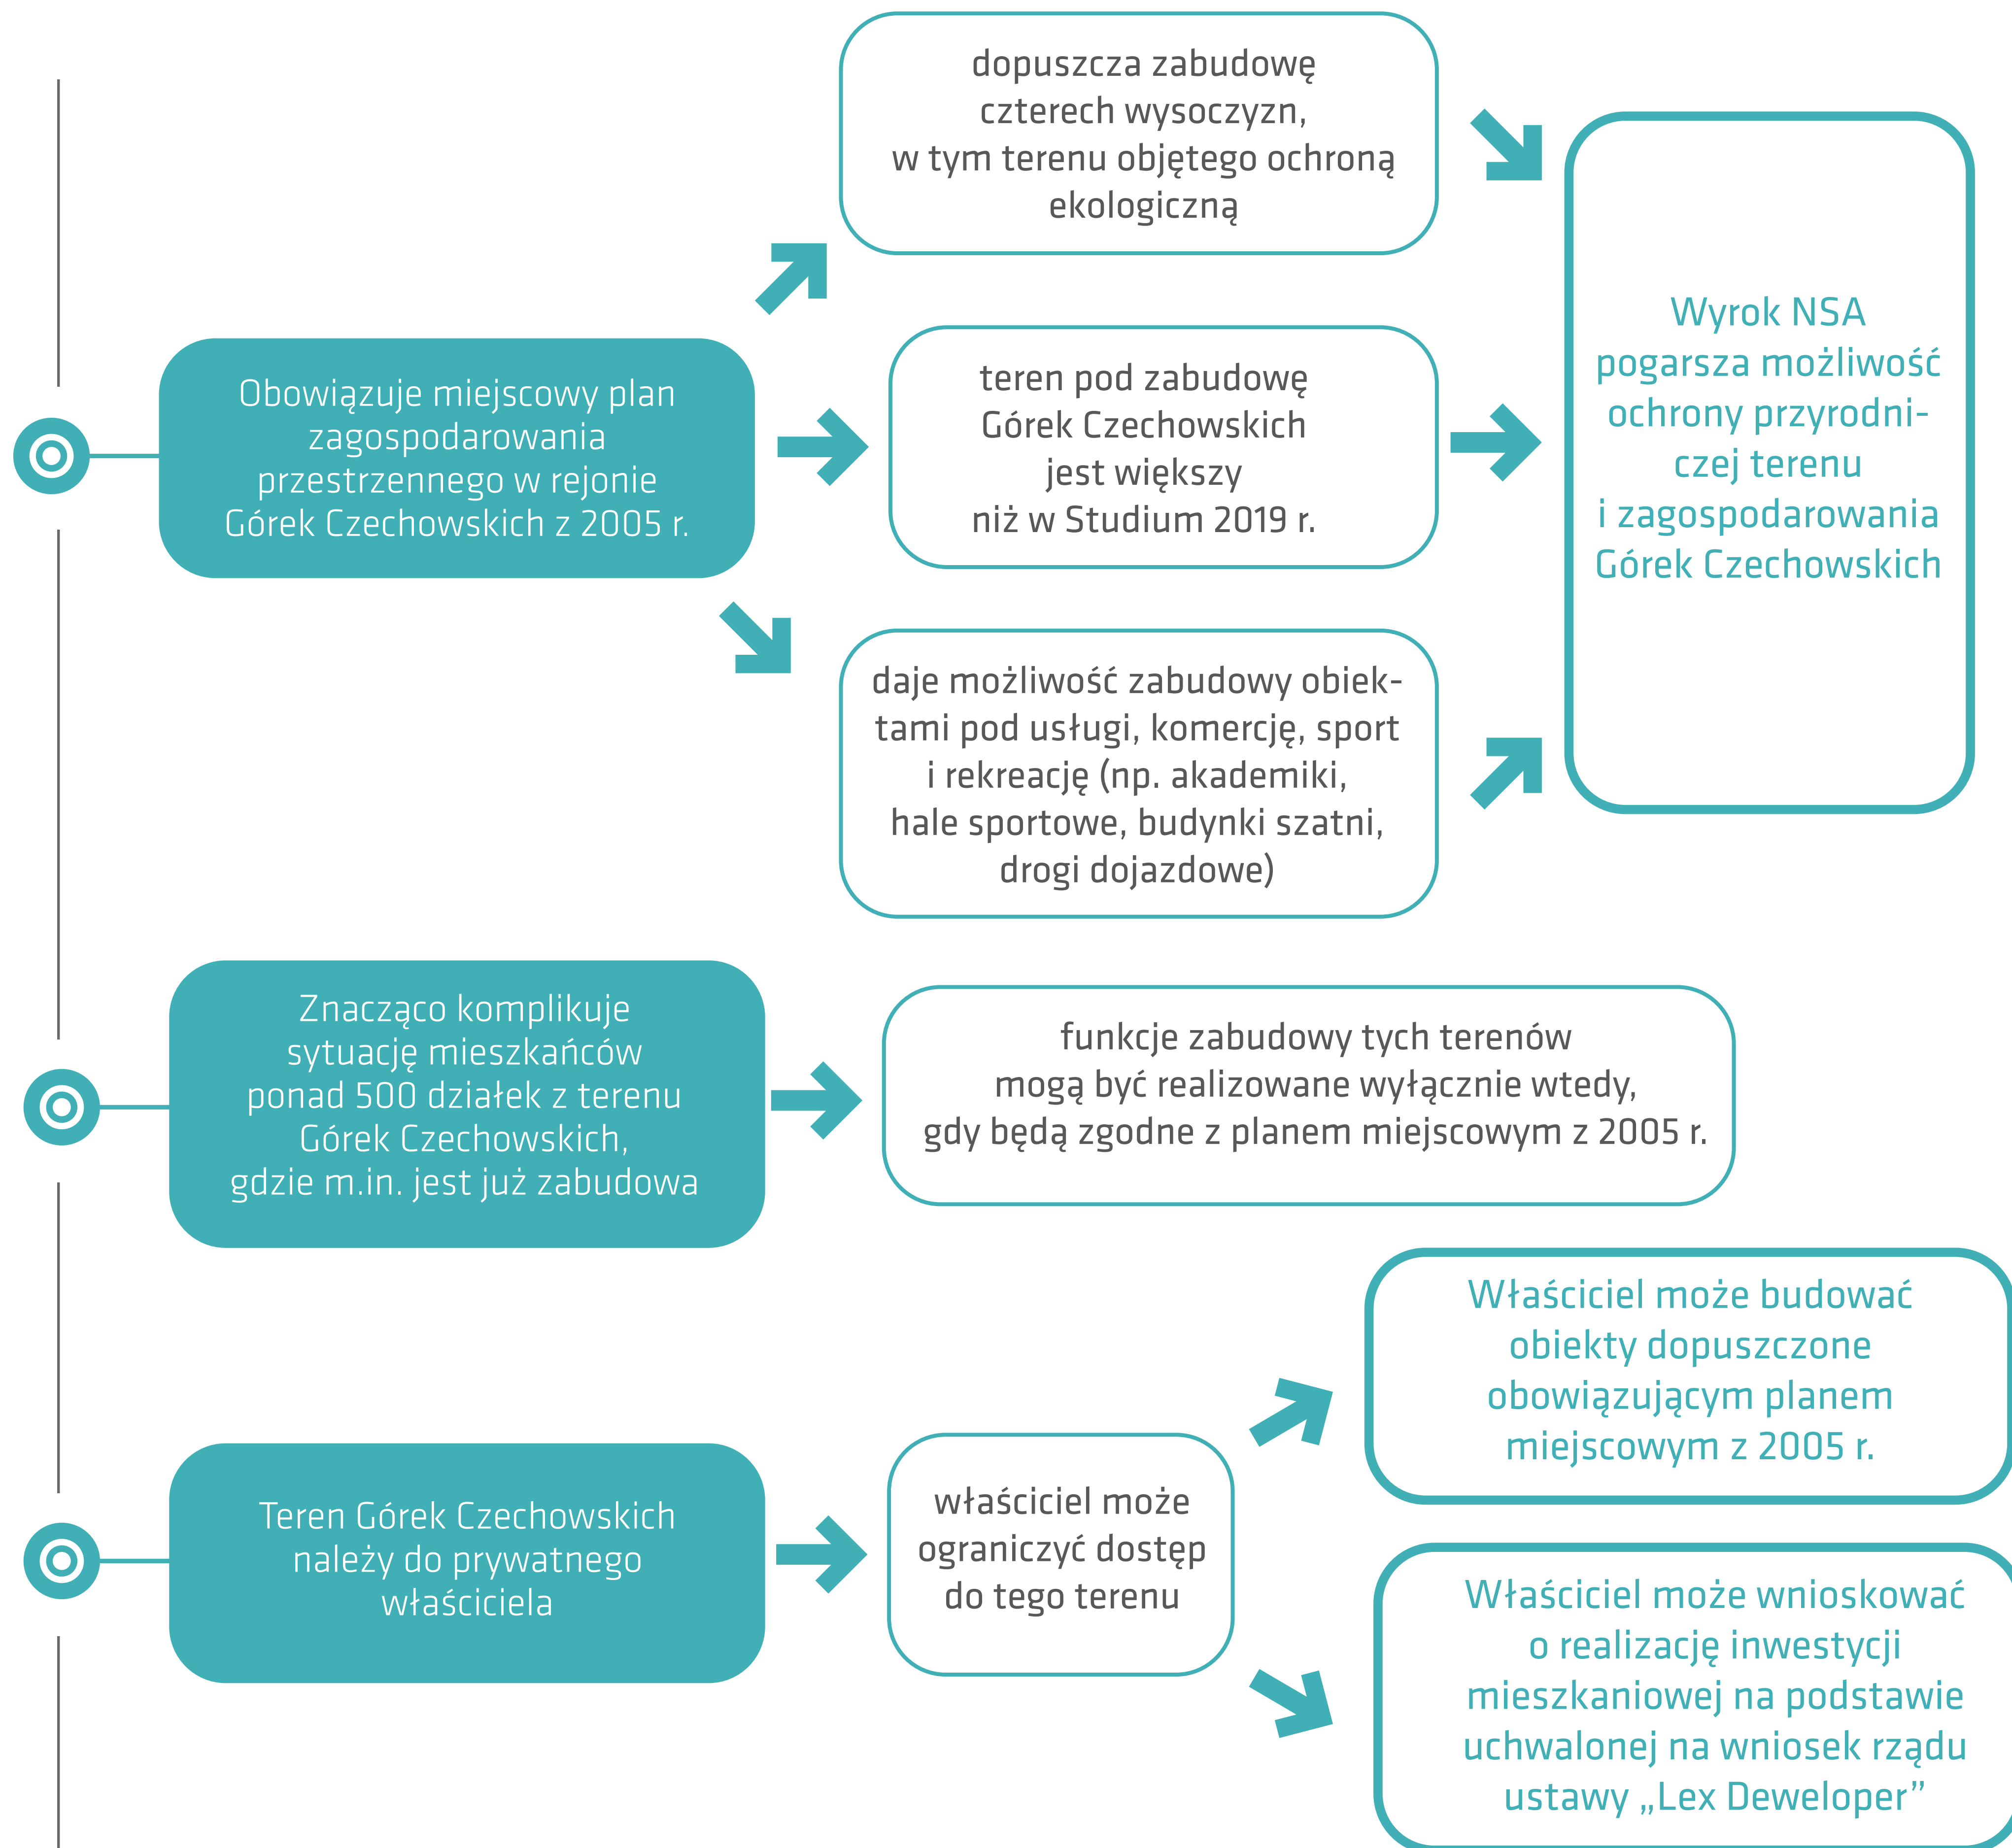 Obowiązuje miejscowy plan
zagospodarowania
przestrzennego w rejonie
Górek Czechowskich z 2005 r.
dopuszcza zabudowę
czterech wysoczyzn,
w tym terenu objętego ochroną
ekologiczną
teren pod zabudowę
Górek Czechowskich
jest większy
niż w Studium 2019 r.
daje możliwość zabudowy obiek-
tami pod usługi, komercję, sport
i rekreację (np. akademiki,
hale sportowe, budynki szatni,
drogi dojazdowe)
Wyrok NSA
pogarsza możliwość
ochrony przyrodni-
czej terenu
i zagospodarowania
Górek Czechowskich
Znacząco komplikuje
sytuację mieszkańców
ponad 500 działek z terenu
Górek Czechowskich,
gdzie m.in. jest już zabudowa
funkcje zabudowy tych terenów
mogą być realizowane wyłącznie wtedy,
gdy będą zgodne z planem miejscowym z 2005 r.
Teren Górek Czechowskich
należy do prywatnego
właściciela
właściciel może
ograniczyć dostęp
do tego terenu
Właściciel może budować
obiekty dopuszczone
obowiązującym planem
miejscowym z 2005 r.
Właściciel może wnioskować
o realizację inwestycji
mieszkaniowej na podstawie
uchwalonej na wniosek rządu
ustawy „Lex Deweloper”